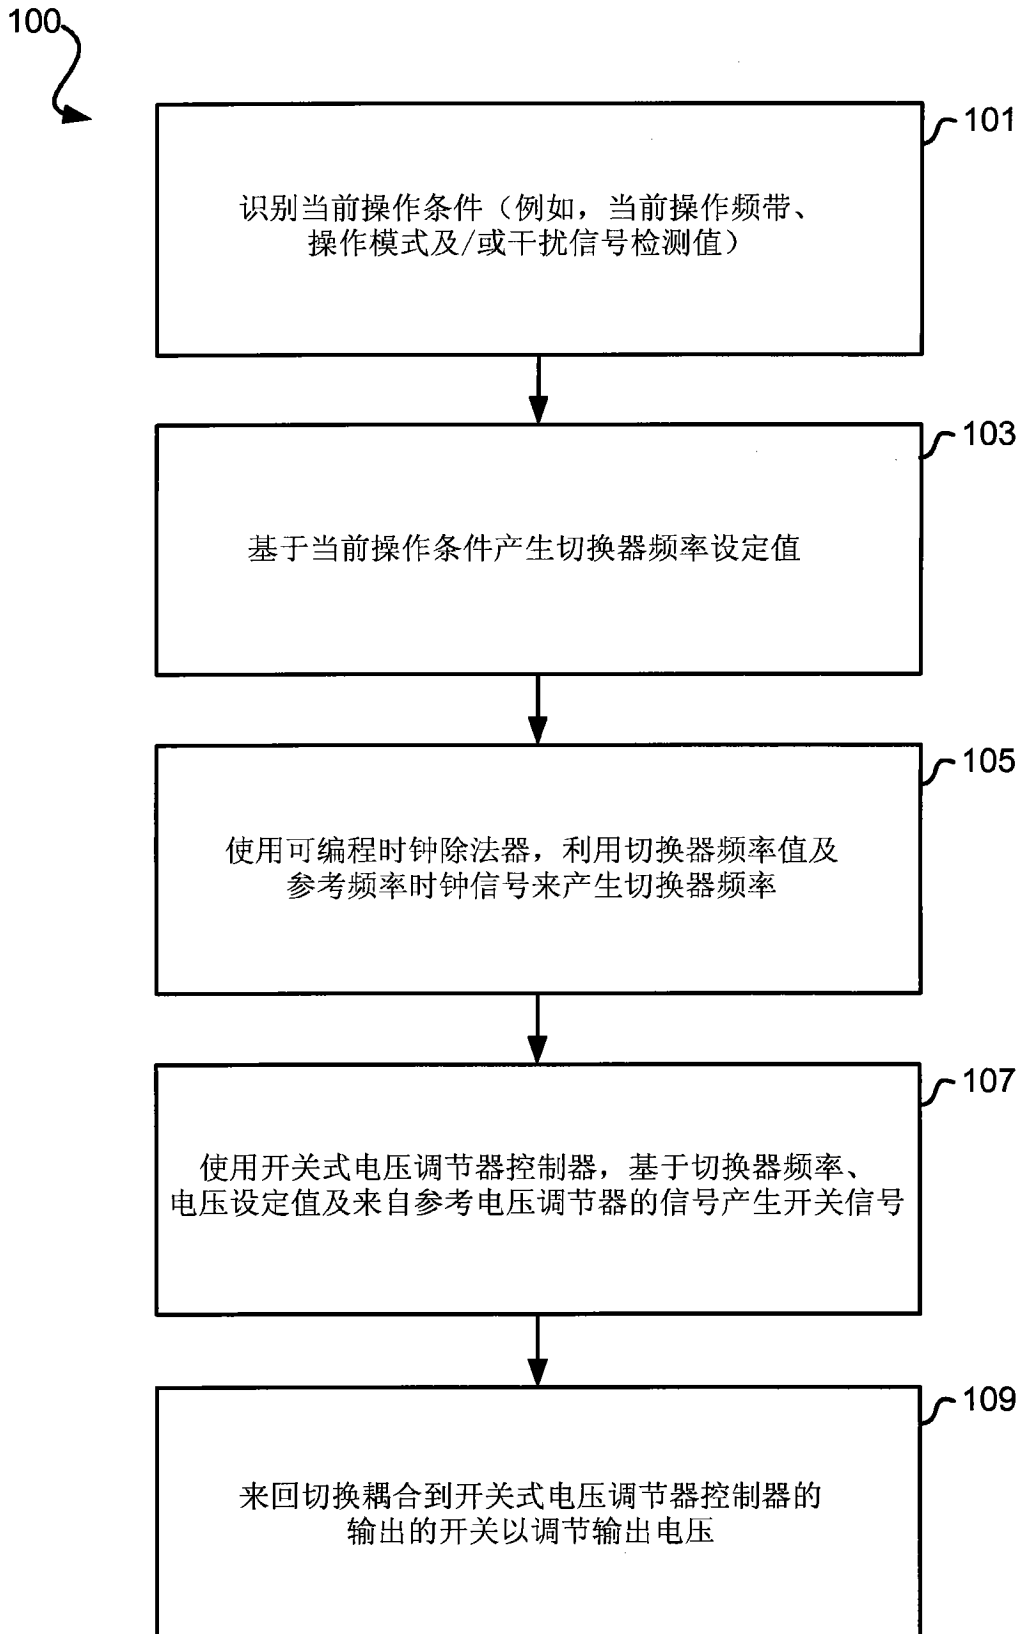 100
101
识别当前操作条件（例如，当前操作频带、
操作模式及/或干扰信号检测值）
103
基于当前操作条件产生切换器频率设定值
105
使用可编程时钟除法器，利用切换器频率值及
参考频率时钟信号来产生切换器频率
107
使用开关式电压调节器控制器，基于切换器频率、
电压设定值及来自参考电压调节器的信号产生开关信号
109
来回切换耦合到开关式电压调节器控制器的
输出的开关以调节输出电压